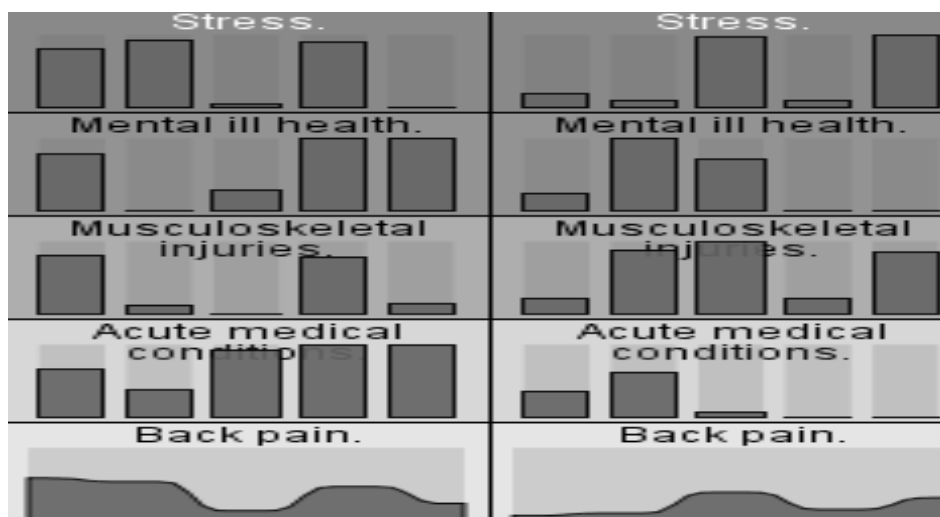 Stress.
Stress.
Mental ill health.
Mental ill health.
Musculoskeletal
injuries.
Musculoskeletal
injuries.
Acute medical
conditions.
Acute medical
conditions.
Back pain.
Back pain.